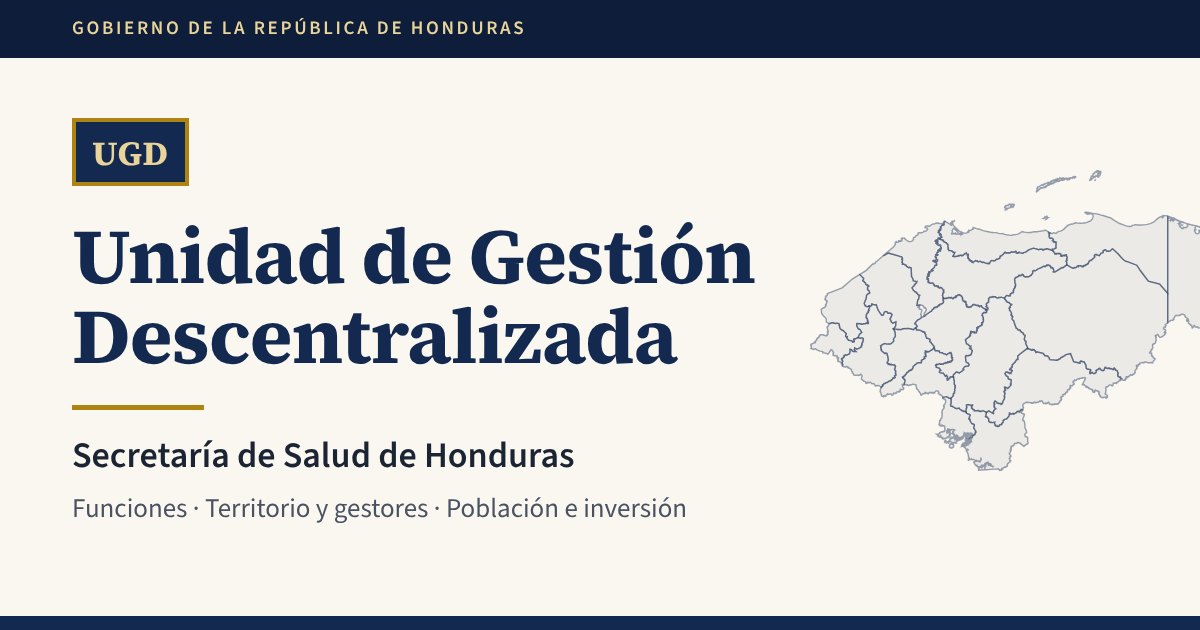 GOBIERNO DE LA REPÚBLICA DE HONDURAS
UGD
Unidad de Gestión
Descentralizada
Secretaría de Salud de Honduras
Funciones · Territorio y gestores · Población e inversión